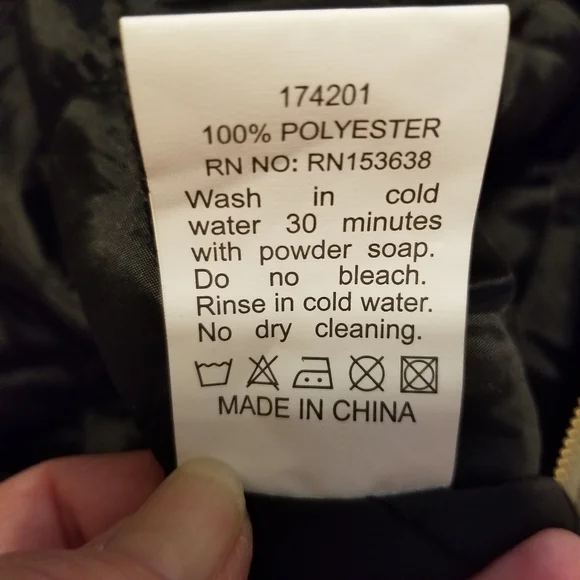 174201
100% POLYESTER
RN NO: RN153638
Wash in cold
water 30 minutes
with powder soap.
Do no bleach.
Rinse in cold water.
No dry cleaning.
MADE IN CHINA